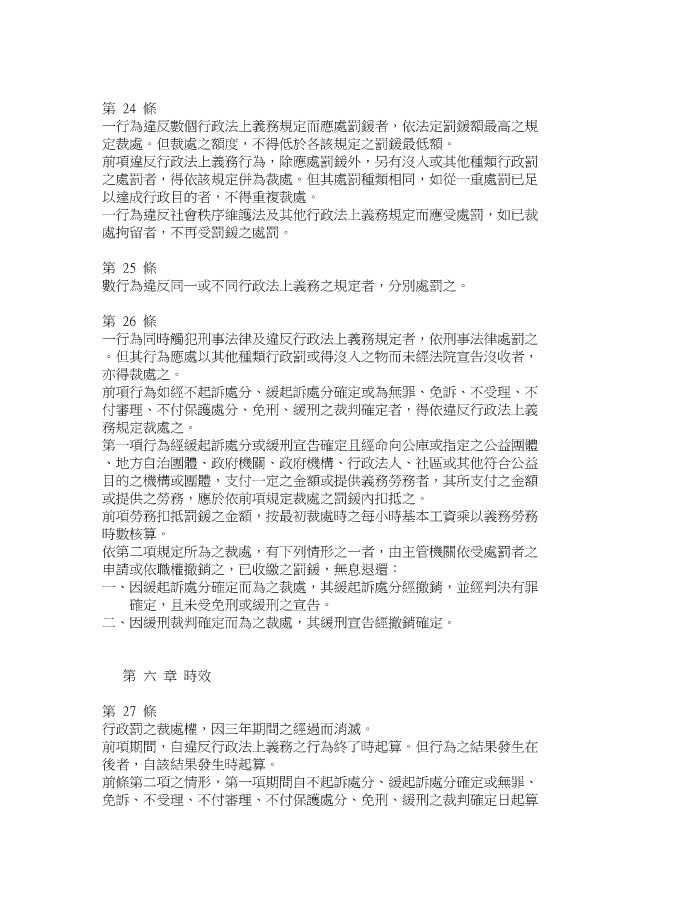 第 24 條
一行為違反數個行政法上義務規定而應處罰鍰者，依法定罰鍰額最高之規
定裁處。但裁處之額度，不得低於各該規定之罰鍰最低額。
前項違反行政法上義務行為，除應處罰鍰外，另有沒入或其他種類行政罰
之處罰者，得依該規定併為裁處。但其處罰種類相同，如從一重處罰已足
以達成行政目的者，不得重複裁處。
一行為違反社會秩序維護法及其他行政法上義務規定而應受處罰，如已裁
處拘留者，不再受罰鍰之處罰。
第 25 條
數行為違反同一或不同行政法上義務之規定者，分別處罰之。
第 26 條
一行為同時觸犯刑事法律及違反行政法上義務規定者，依刑事法律處罰之
。但其行為應處以其他種類行政罰或得沒入之物而未經法院宣告沒收者，
亦得裁處之。
前項行為如經不起訴處分、緩起訴處分確定或為無罪、免訴、不受理、不
付審理、不付保護處分、免刑、緩刑之裁判確定者，得依違反行政法上義
務規定裁處之。
第一項行為經緩起訴處分或緩刑宣告確定且經命向公庫或指定之公益團體
、地方自治團體、政府機關、政府機構、行政法人、社區或其他符合公益
目的之機構或團體，支付一定之金額或提供義務勞務者，其所支付之金額
或提供之勞務，應於依前項規定裁處之罰鍰內扣抵之。
前項勞務扣抵罰鍰之金額，按最初裁處時之每小時基本工資乘以義務勞務
時數核算。
依第二項規定所為之裁處，有下列情形之一者，由主管機關依受處罰者之
申請或依職權撤銷之，已收繳之罰鍰，無息退還：
一、因緩起訴處分確定而為之裁處，其緩起訴處分經撤銷，並經判決有罪
確定，且未受免刑或緩刑之宣告。
二、因緩刑裁判確定而為之裁處，其緩刑宣告經撤銷確定。
第 六 章 時效
第 27 條
行政罰之裁處權，因三年期間之經過而消滅。
前項期間，自違反行政法上義務之行為終了時起算。但行為之結果發生在
後者，自該結果發生時起算。
前條第二項之情形，第一項期間自不起訴處分、緩起訴處分確定或無罪、
免訴、不受理、不付審理、不付保護處分、免刑、緩刑之裁判確定日起算